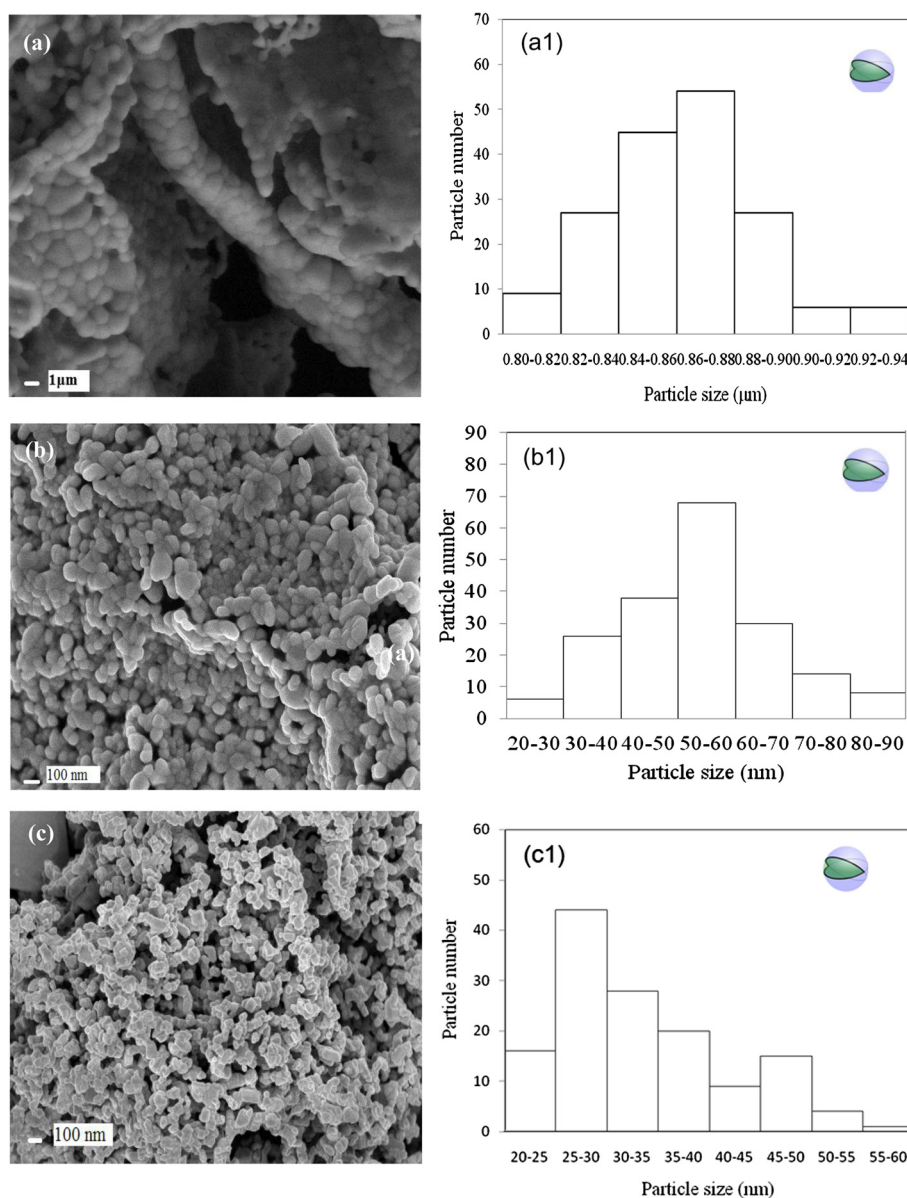 (a)
1µm
(a1)
70
60
50
40
30
20
10
0
Particle number
0.80-0.82 0.82-0.84 0.84-0.86 0.86-0.88 0.88-0.90 0.90-0.92 0.92-0.94
Particle size (µm)
(b)
(a)
100 nm
(b1)
90
80
70
60
50
40
30
20
10
0
Particle number
20-30 30-40 40-50 50-60 60-70 70-80 80-90
Particle size (nm)
(c)
100 nm
(c1)
60
50
40
30
20
10
0
Particle number
20-25 25-30 30-35 35-40 40-45 45-50 50-55 55-60
Particle size (nm)